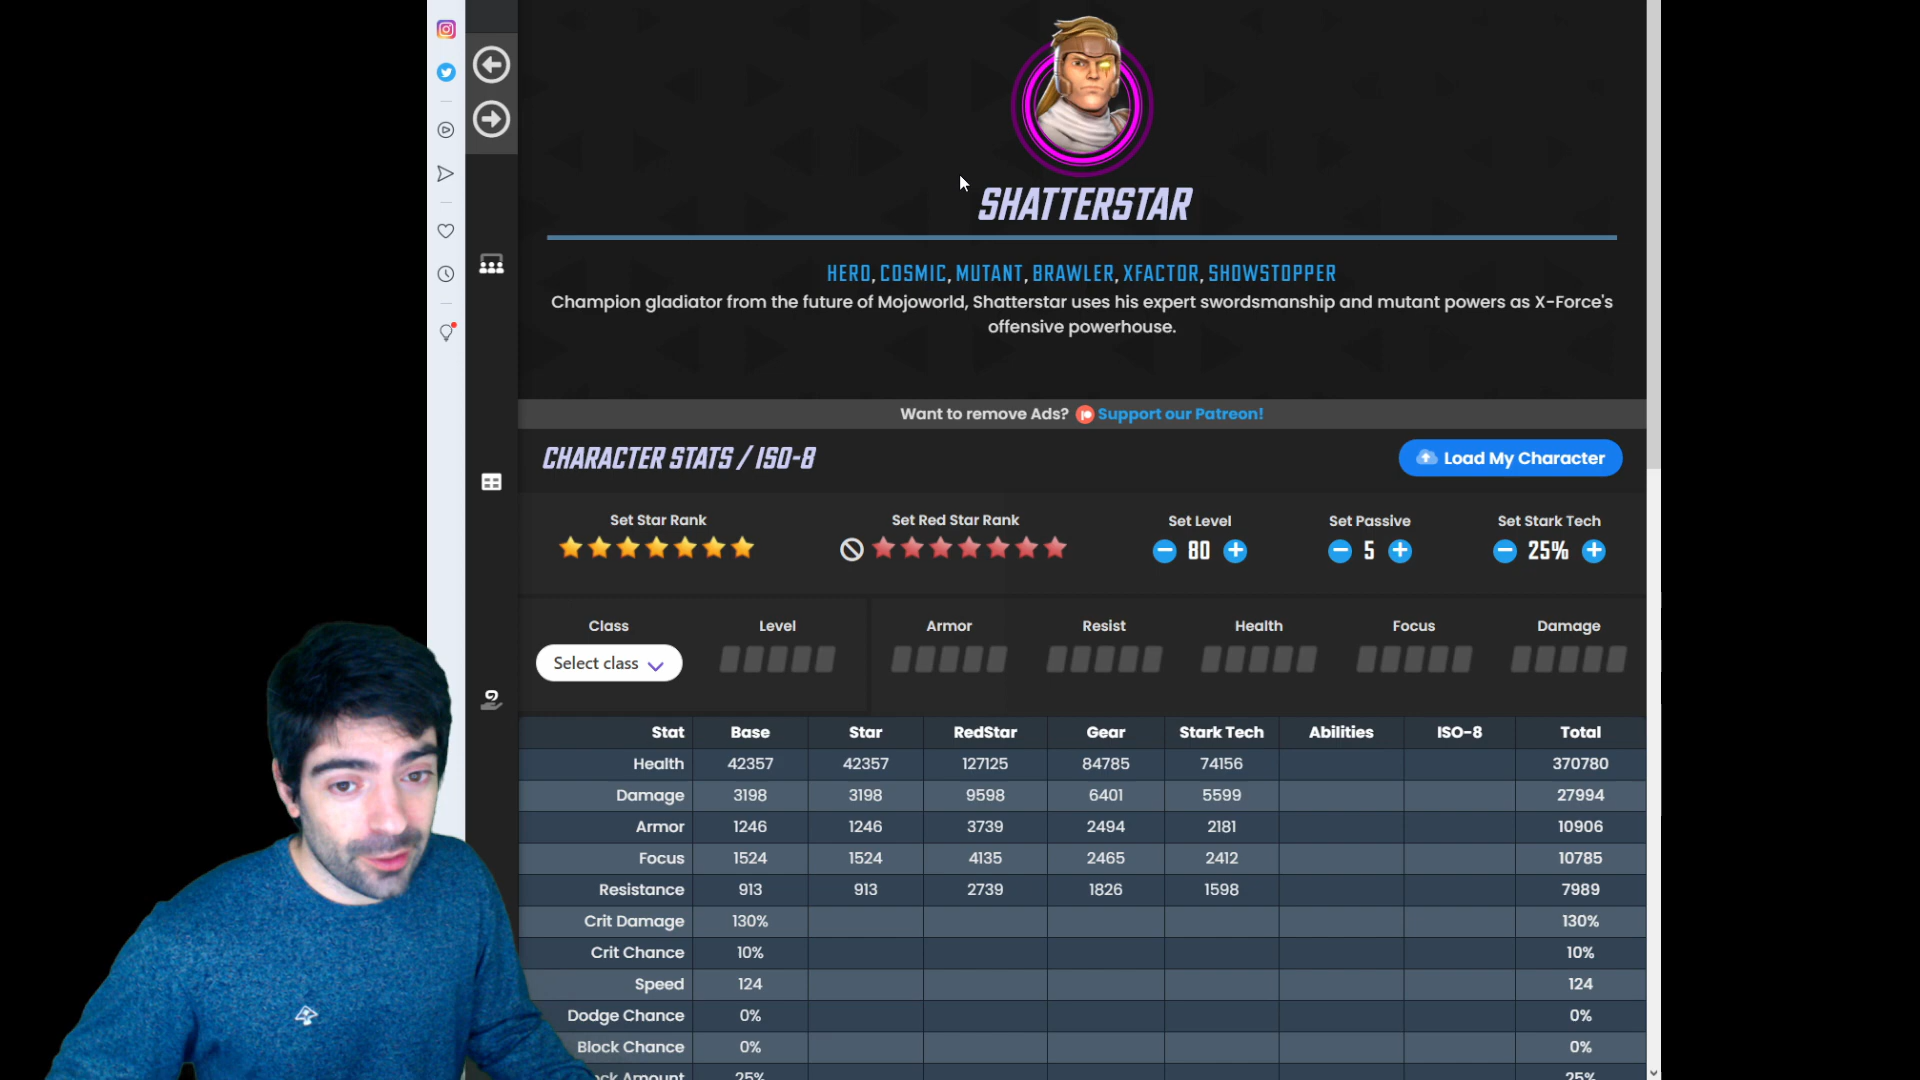 SHATTERSTAR
HERO, COSMIC, MUTANT, BRAWLER, XFACTOR, SHOWSTOPPER
Champion gladiator from the future of Mojoworld, Shatterstar uses his expert swordsmanship and mutant powers as X-Force's
offensive powerhouse.
Want to remove Ads? Support our Patreon!
CHARACTER STATS / ISO-8
Load My Character
Set Star Rank Set Red Star Rank Set Level Set Passive Set Stark Tech
80 5 25%
Class Level Armor Resist Health Focus Damage
Select class
Stat Base Star RedStar Gear Stark Tech Abilities ISO-8 Total
Health 42357 42357 127125 84785 74156 370780
Damage 3198 3198 9598 6401 5599 27994
Armor 1246 1246 3739 2494 2181 10906
Focus 1524 1524 4135 2465 2412 10785
Resistance 913 913 2739 1826 1598 7989
Crit Damage 130% 130%
Crit Chance 10% 10%
Speed 124 124
Dodge Chance 0% 0%
Block Chance 0% 0%
Amount 25% 25%